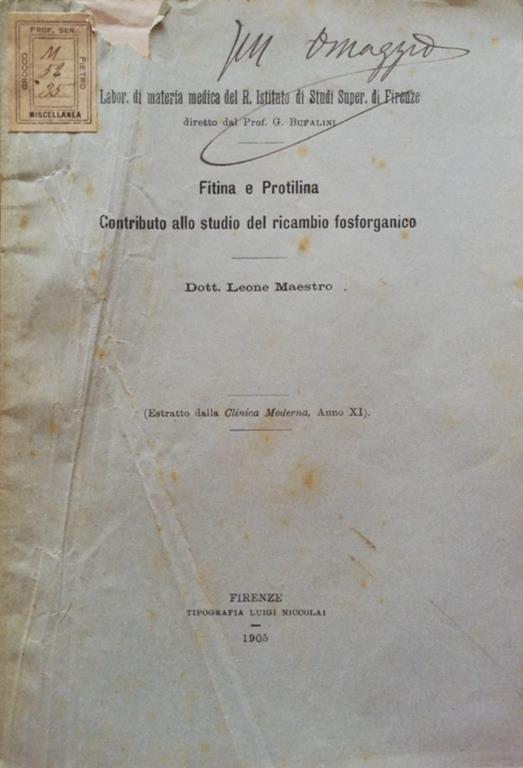 PROF. SEN.
GROCCO
PIETRO
M
52
35
MISCELLANEA
In Omaggio
Labor. di materia medica del R. Istituto di Studi Super. di Firenze
diretto dal Prof. G. BUFALINI
Fitina e Protilina
Contributo allo studio del ricambio fosforganico
Dott. Leone Maestro
(Estratto dalla Clinica Moderna, Anno XI).
FIRENZE
TIPOGRAFIA LUIGI NICCOLAI
1905